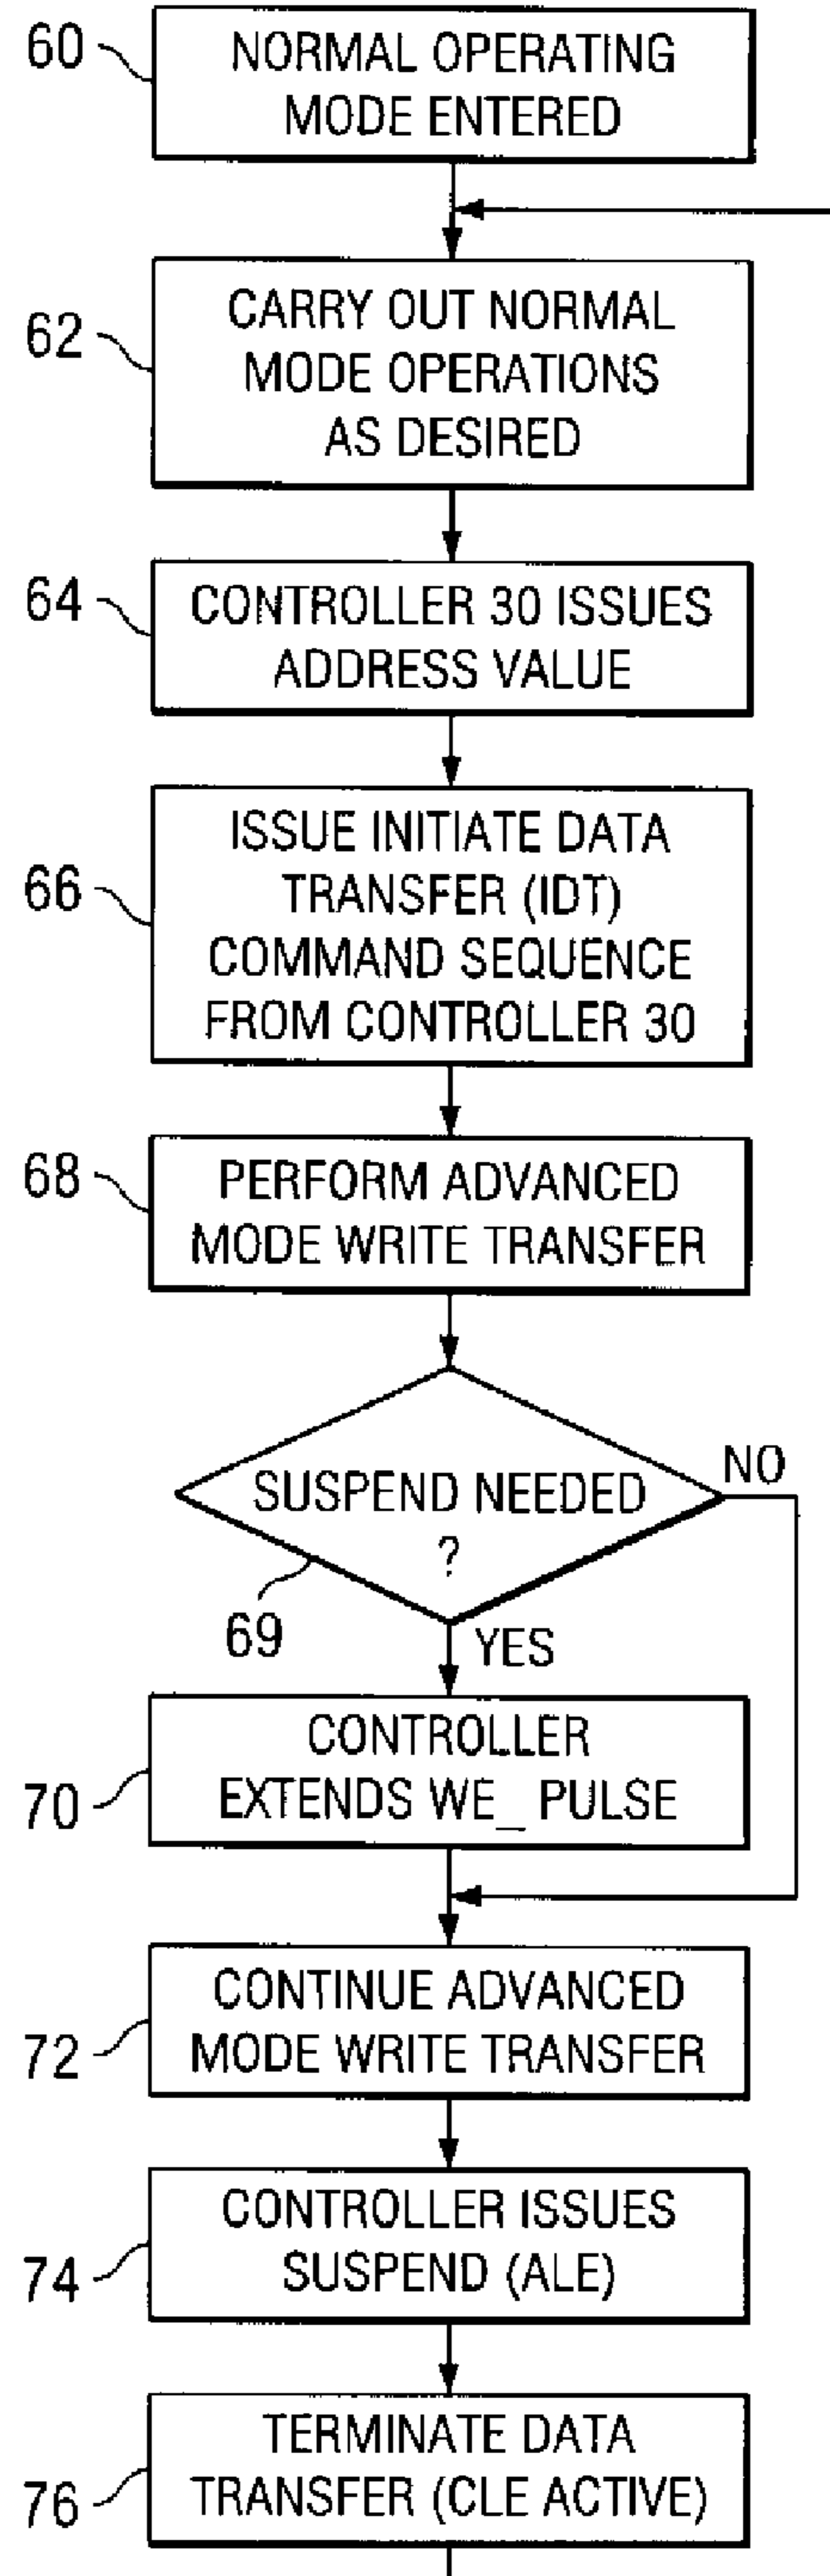 60
NORMAL OPERATING
MODE ENTERED
62
CARRY OUT NORMAL
MODE OPERATIONS
AS DESIRED
64
CONTROLLER 30 ISSUES
ADDRESS VALUE
66
ISSUE INITIATE DATA
TRANSFER (IDT)
COMMAND SEQUENCE
FROM CONTROLLER 30
68
PERFORM ADVANCED
MODE WRITE TRANSFER
SUSPEND NEEDED
?
NO
69
YES
70
CONTROLLER
EXTENDS WE_ PULSE
72
CONTINUE ADVANCED
MODE WRITE TRANSFER
74
CONTROLLER ISSUES
SUSPEND (ALE)
76
TERMINATE DATA
TRANSFER (CLE ACTIVE)